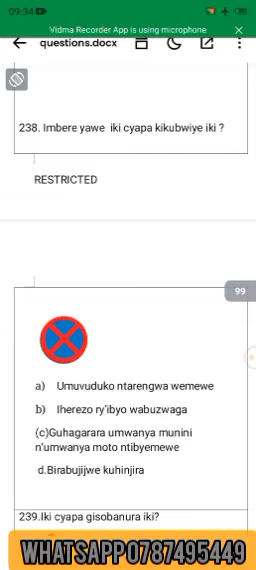 09:34
Vidma Recorder App is using microphone
questions.docx
238. Imbere yawe iki cyapa kikubwiye iki ?
RESTRICTED
99
a) Umuvuduko ntarengwa wemewe
b) Iherezo ry'ibyo wabuzwaga
(c)Guhagarara umwanya munini
n'umwanya moto ntibyemewe
d.Birabujijwe kuhinjira
239.Iki cyapa gisobanura iki?
WHATSAPP0787495449